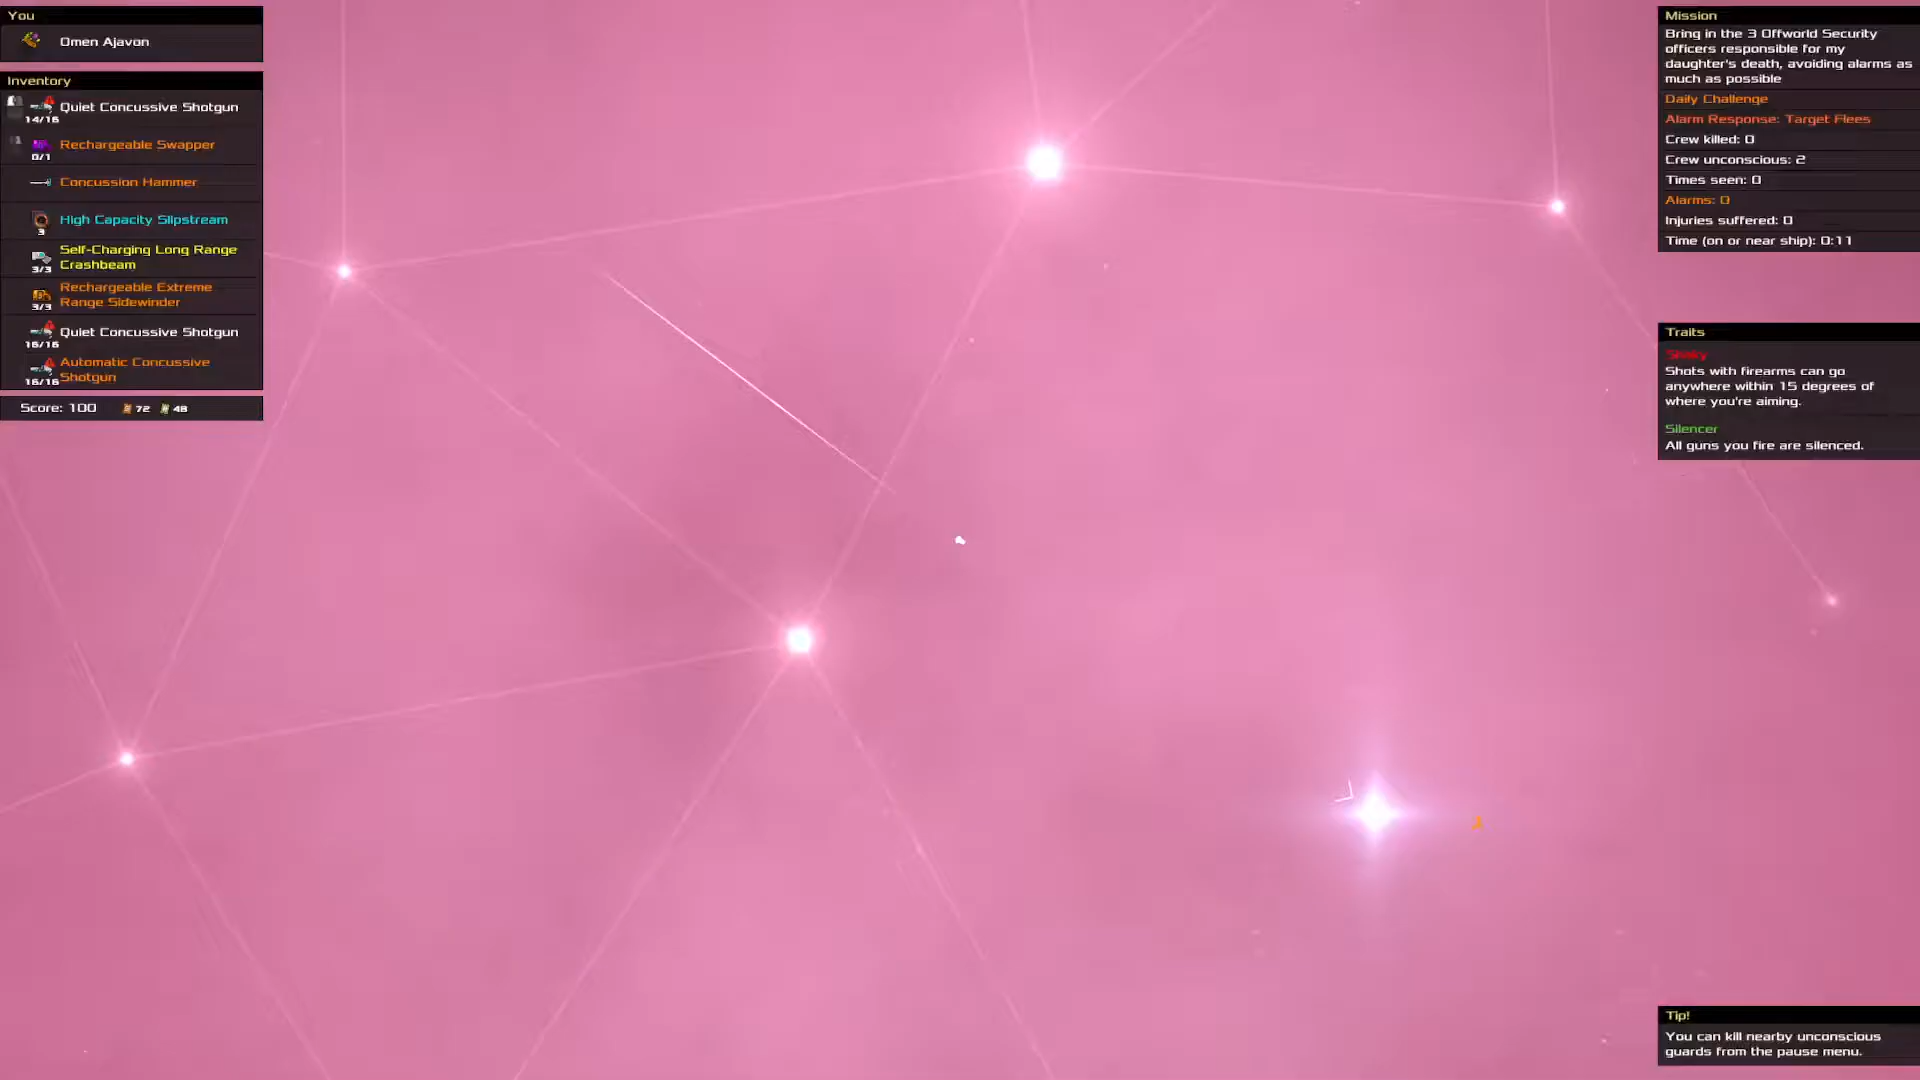 You
Omen Ajavon
Inventory
Quiet Concussive Shotgun
14/16
Rechargeable Swapper
0/1
Concussion Hammer
High Capacity Slipstream
3
Self-Charging Long Range
Crashbeam
3/3
Rechargeable Extreme
Range Sidewinder
3/3
Quiet Concussive Shotgun
16/16
Automatic Concussive
Shotgun
16/16
Score: 100 72 48
Mission
Bring in the 3 Offworld Security
officers responsible for my
daughter's death, avoiding alarms as
much as possible
Daily Challenge
Alarm Response: Target Flees
Crew killed: 0
Crew unconscious: 2
Times seen: 0
Alarms: 0
Injuries suffered: 0
Time (on or near ship): 0:11
Traits
Shaky
Shots with firearms can go
anywhere within 15 degrees of
where you're aiming.
Silencer
All guns you fire are silenced.
Tip!
You can kill nearby unconscious
guards from the pause menu.